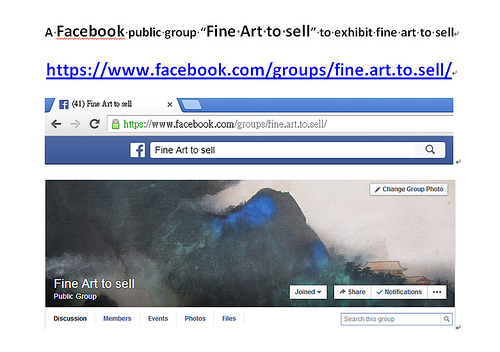 A Facebook public group “Fine Art to sell” to exhibit fine art to sell
https://www.facebook.com/groups/fine.art.to.sell/
(41) Fine Art to sell
https://www.facebook.com/groups/fine.art.to.sell/
Fine Art to sell
Change Group Photo
Fine Art to sell
Public Group
Joined Share Notifications
Discussion Members Events Photos Files Search this group